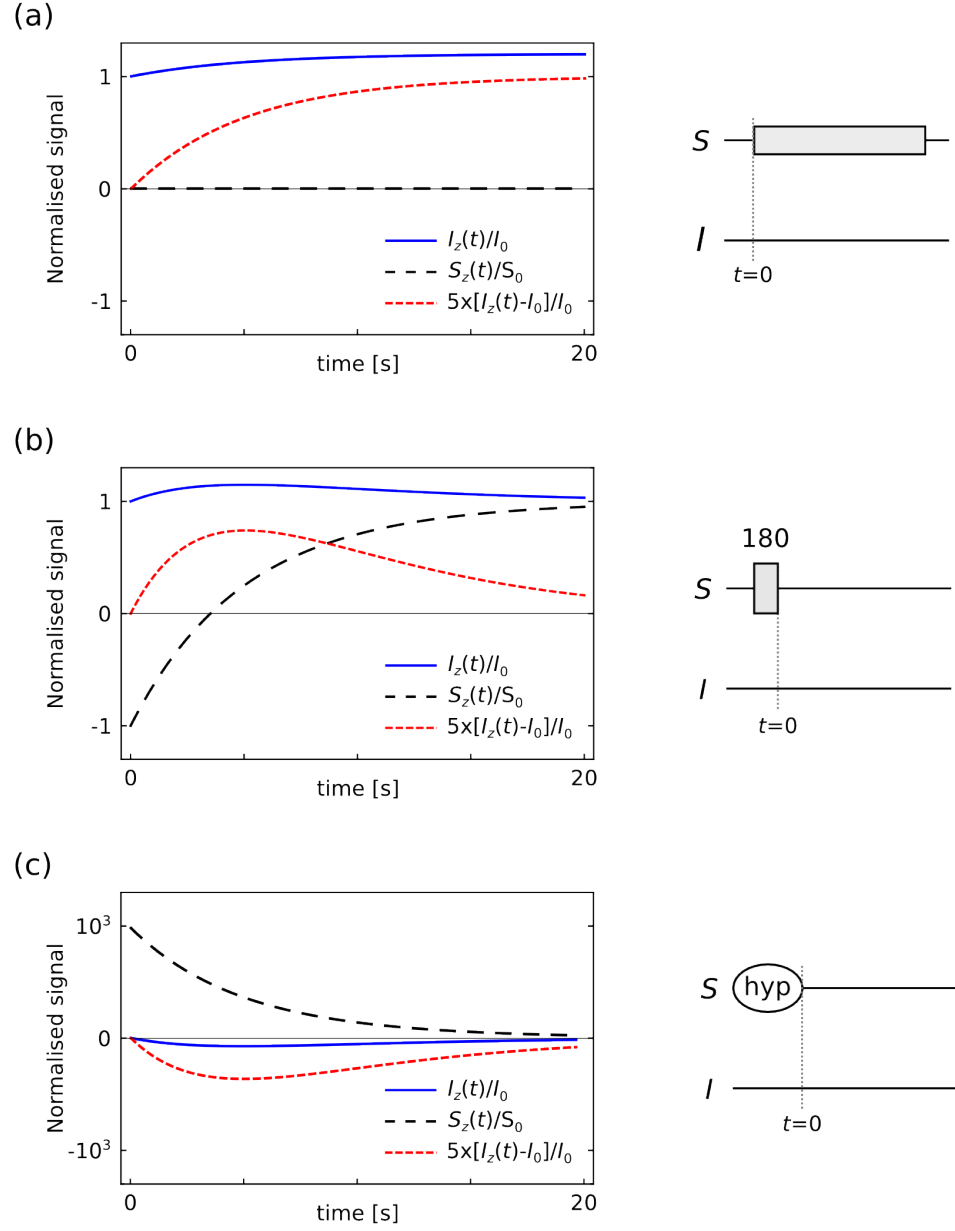 (a)
Normalised signal
1
0
-1
I_z(t)/I_0
S_z(t)/S_0
5x[I_z(t)-I_0]/I_0
0
20
time [s]
S
I
t=0
(b)
Normalised signal
1
0
-1
I_z(t)/I_0
S_z(t)/S_0
5x[I_z(t)-I_0]/I_0
0
20
time [s]
180
S
I
t=0
(c)
Normalised signal
10^3
0
-10^3
I_z(t)/I_0
S_z(t)/S_0
5x[I_z(t)-I_0]/I_0
0
20
time [s]
S
hyp
I
t=0